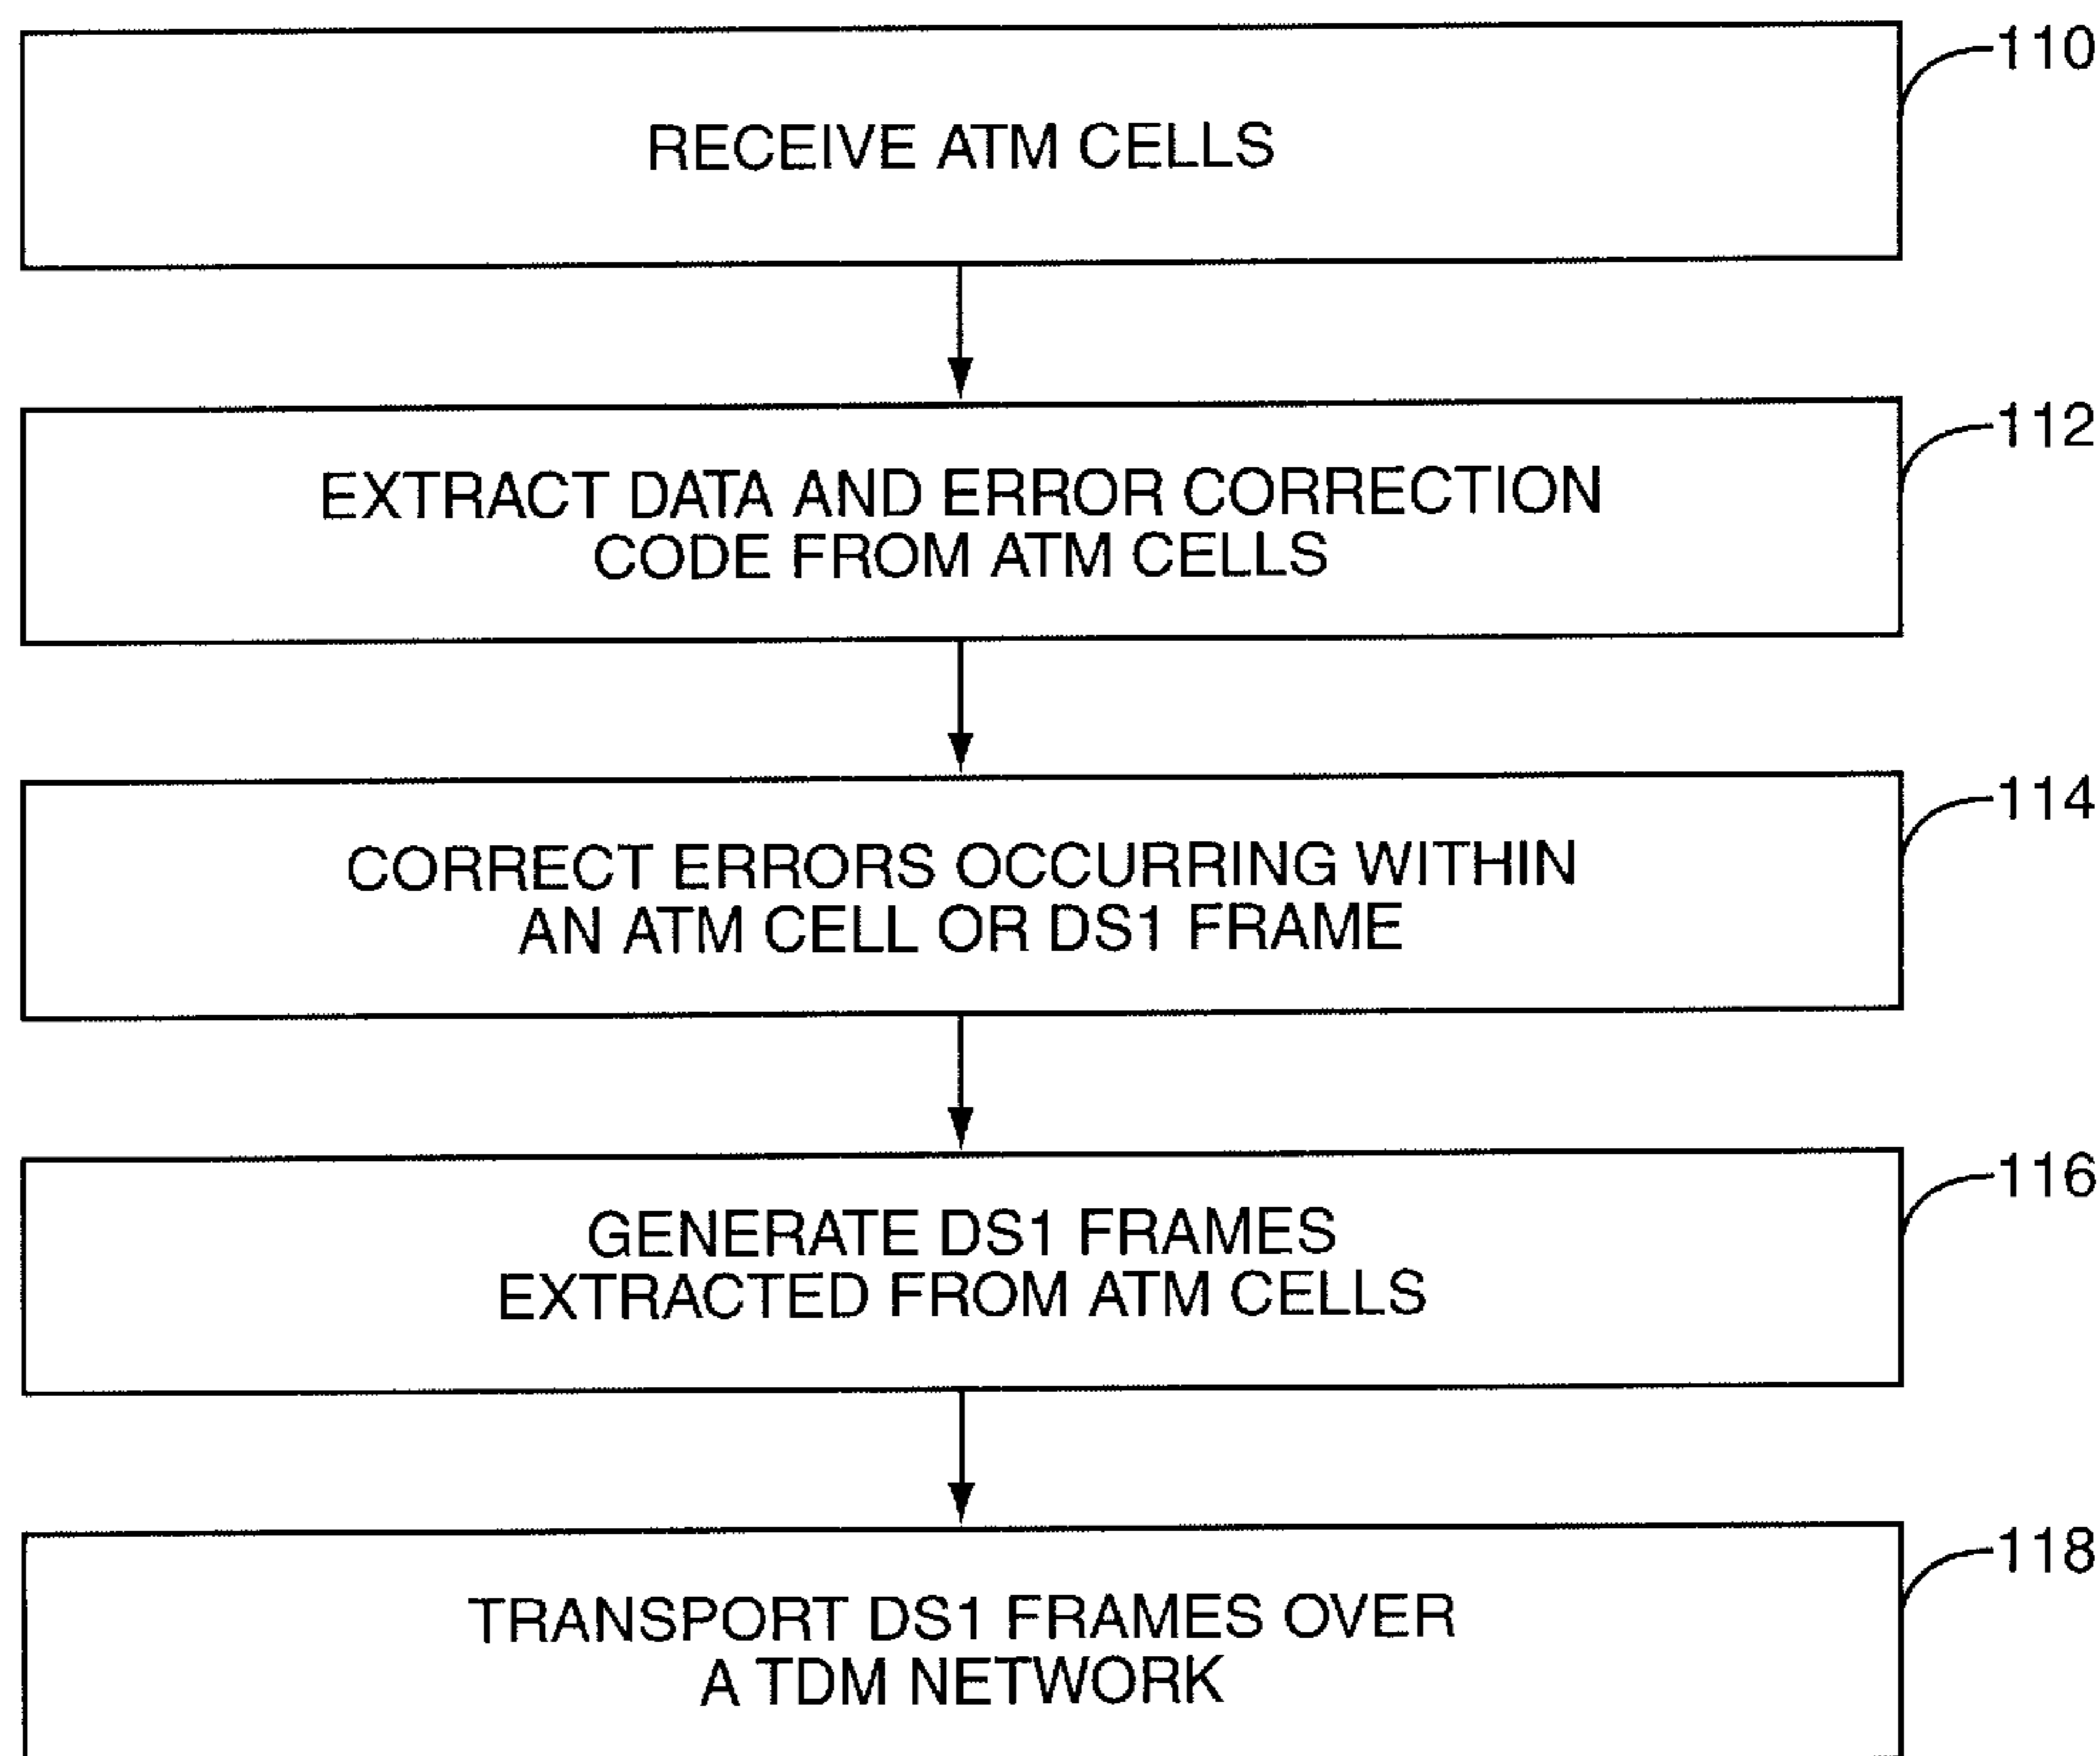 110
RECEIVE ATM CELLS
112
EXTRACT DATA AND ERROR CORRECTION
CODE FROM ATM CELLS
114
CORRECT ERRORS OCCURRING WITHIN
AN ATM CELL OR DS1 FRAME
116
GENERATE DS1 FRAMES
EXTRACTED FROM ATM CELLS
118
TRANSPORT DS1 FRAMES OVER
A TDM NETWORK